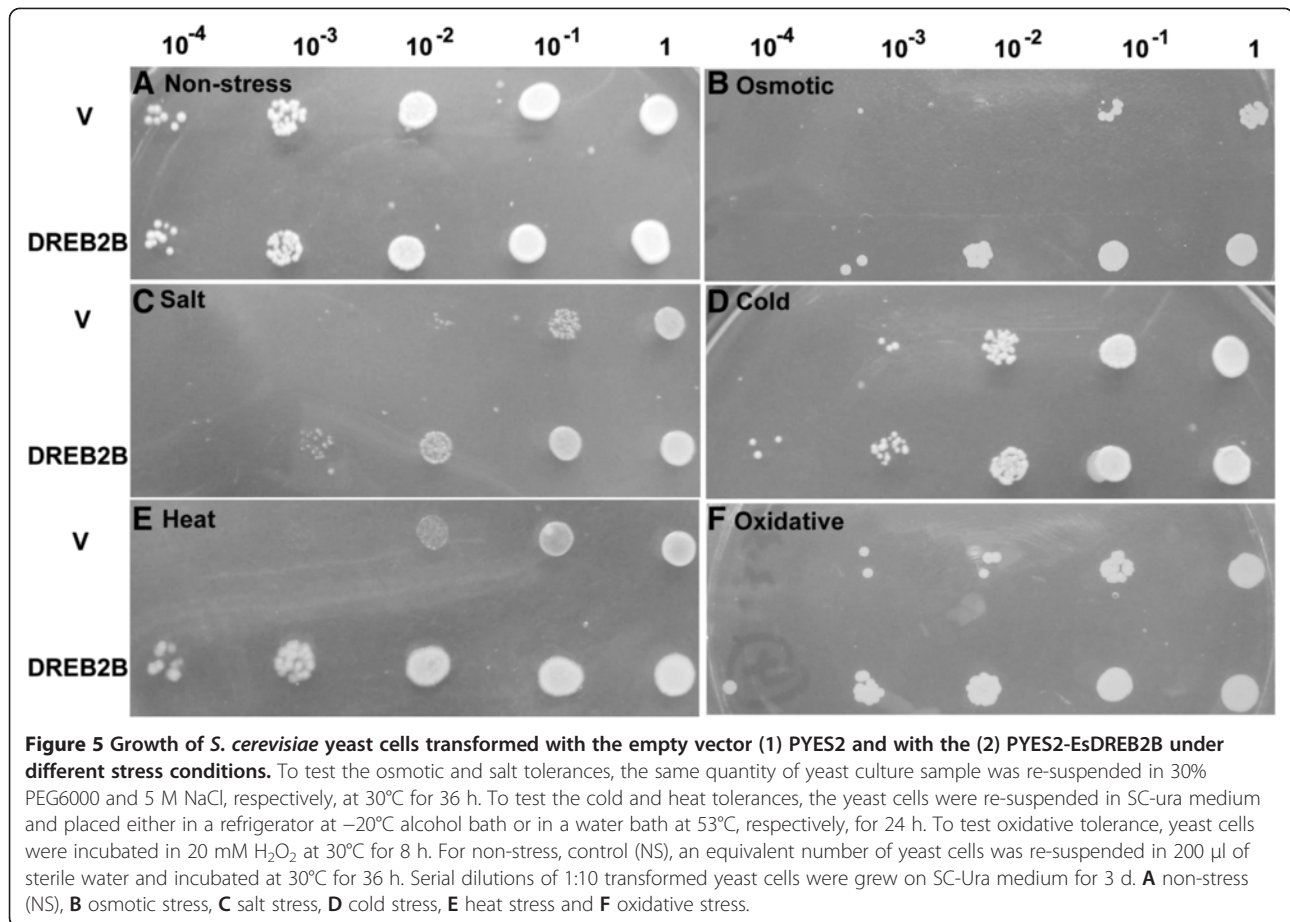 10⁻⁴ 10⁻³ 10⁻² 10⁻¹ 1 10⁻⁴ 10⁻³ 10⁻² 10⁻¹ 1
A Non-stress
B Osmotic
V
DREB2B
C Salt
D Cold
V
DREB2B
E Heat
F Oxidative
V
DREB2B
Figure 5 Growth of S. cerevisiae yeast cells transformed with the empty vector (1) PYES2 and with the (2) PYES2-EsDREB2B under
different stress conditions. To test the osmotic and salt tolerances, the same quantity of yeast culture sample was re-suspended in 30%
PEG6000 and 5 M NaCl, respectively, at 30°C for 36 h. To test the cold and heat tolerances, the yeast cells were re-suspended in SC-ura medium
and placed either in a refrigerator at −20°C alcohol bath or in a water bath at 53°C, respectively, for 24 h. To test oxidative tolerance, yeast cells
were incubated in 20 mM H₂O₂ at 30°C for 8 h. For non-stress, control (NS), an equivalent number of yeast cells was re-suspended in 200 μl of
sterile water and incubated at 30°C for 36 h. Serial dilutions of 1:10 transformed yeast cells were grew on SC-Ura medium for 3 d. A non-stress
(NS), B osmotic stress, C salt stress, D cold stress, E heat stress and F oxidative stress.